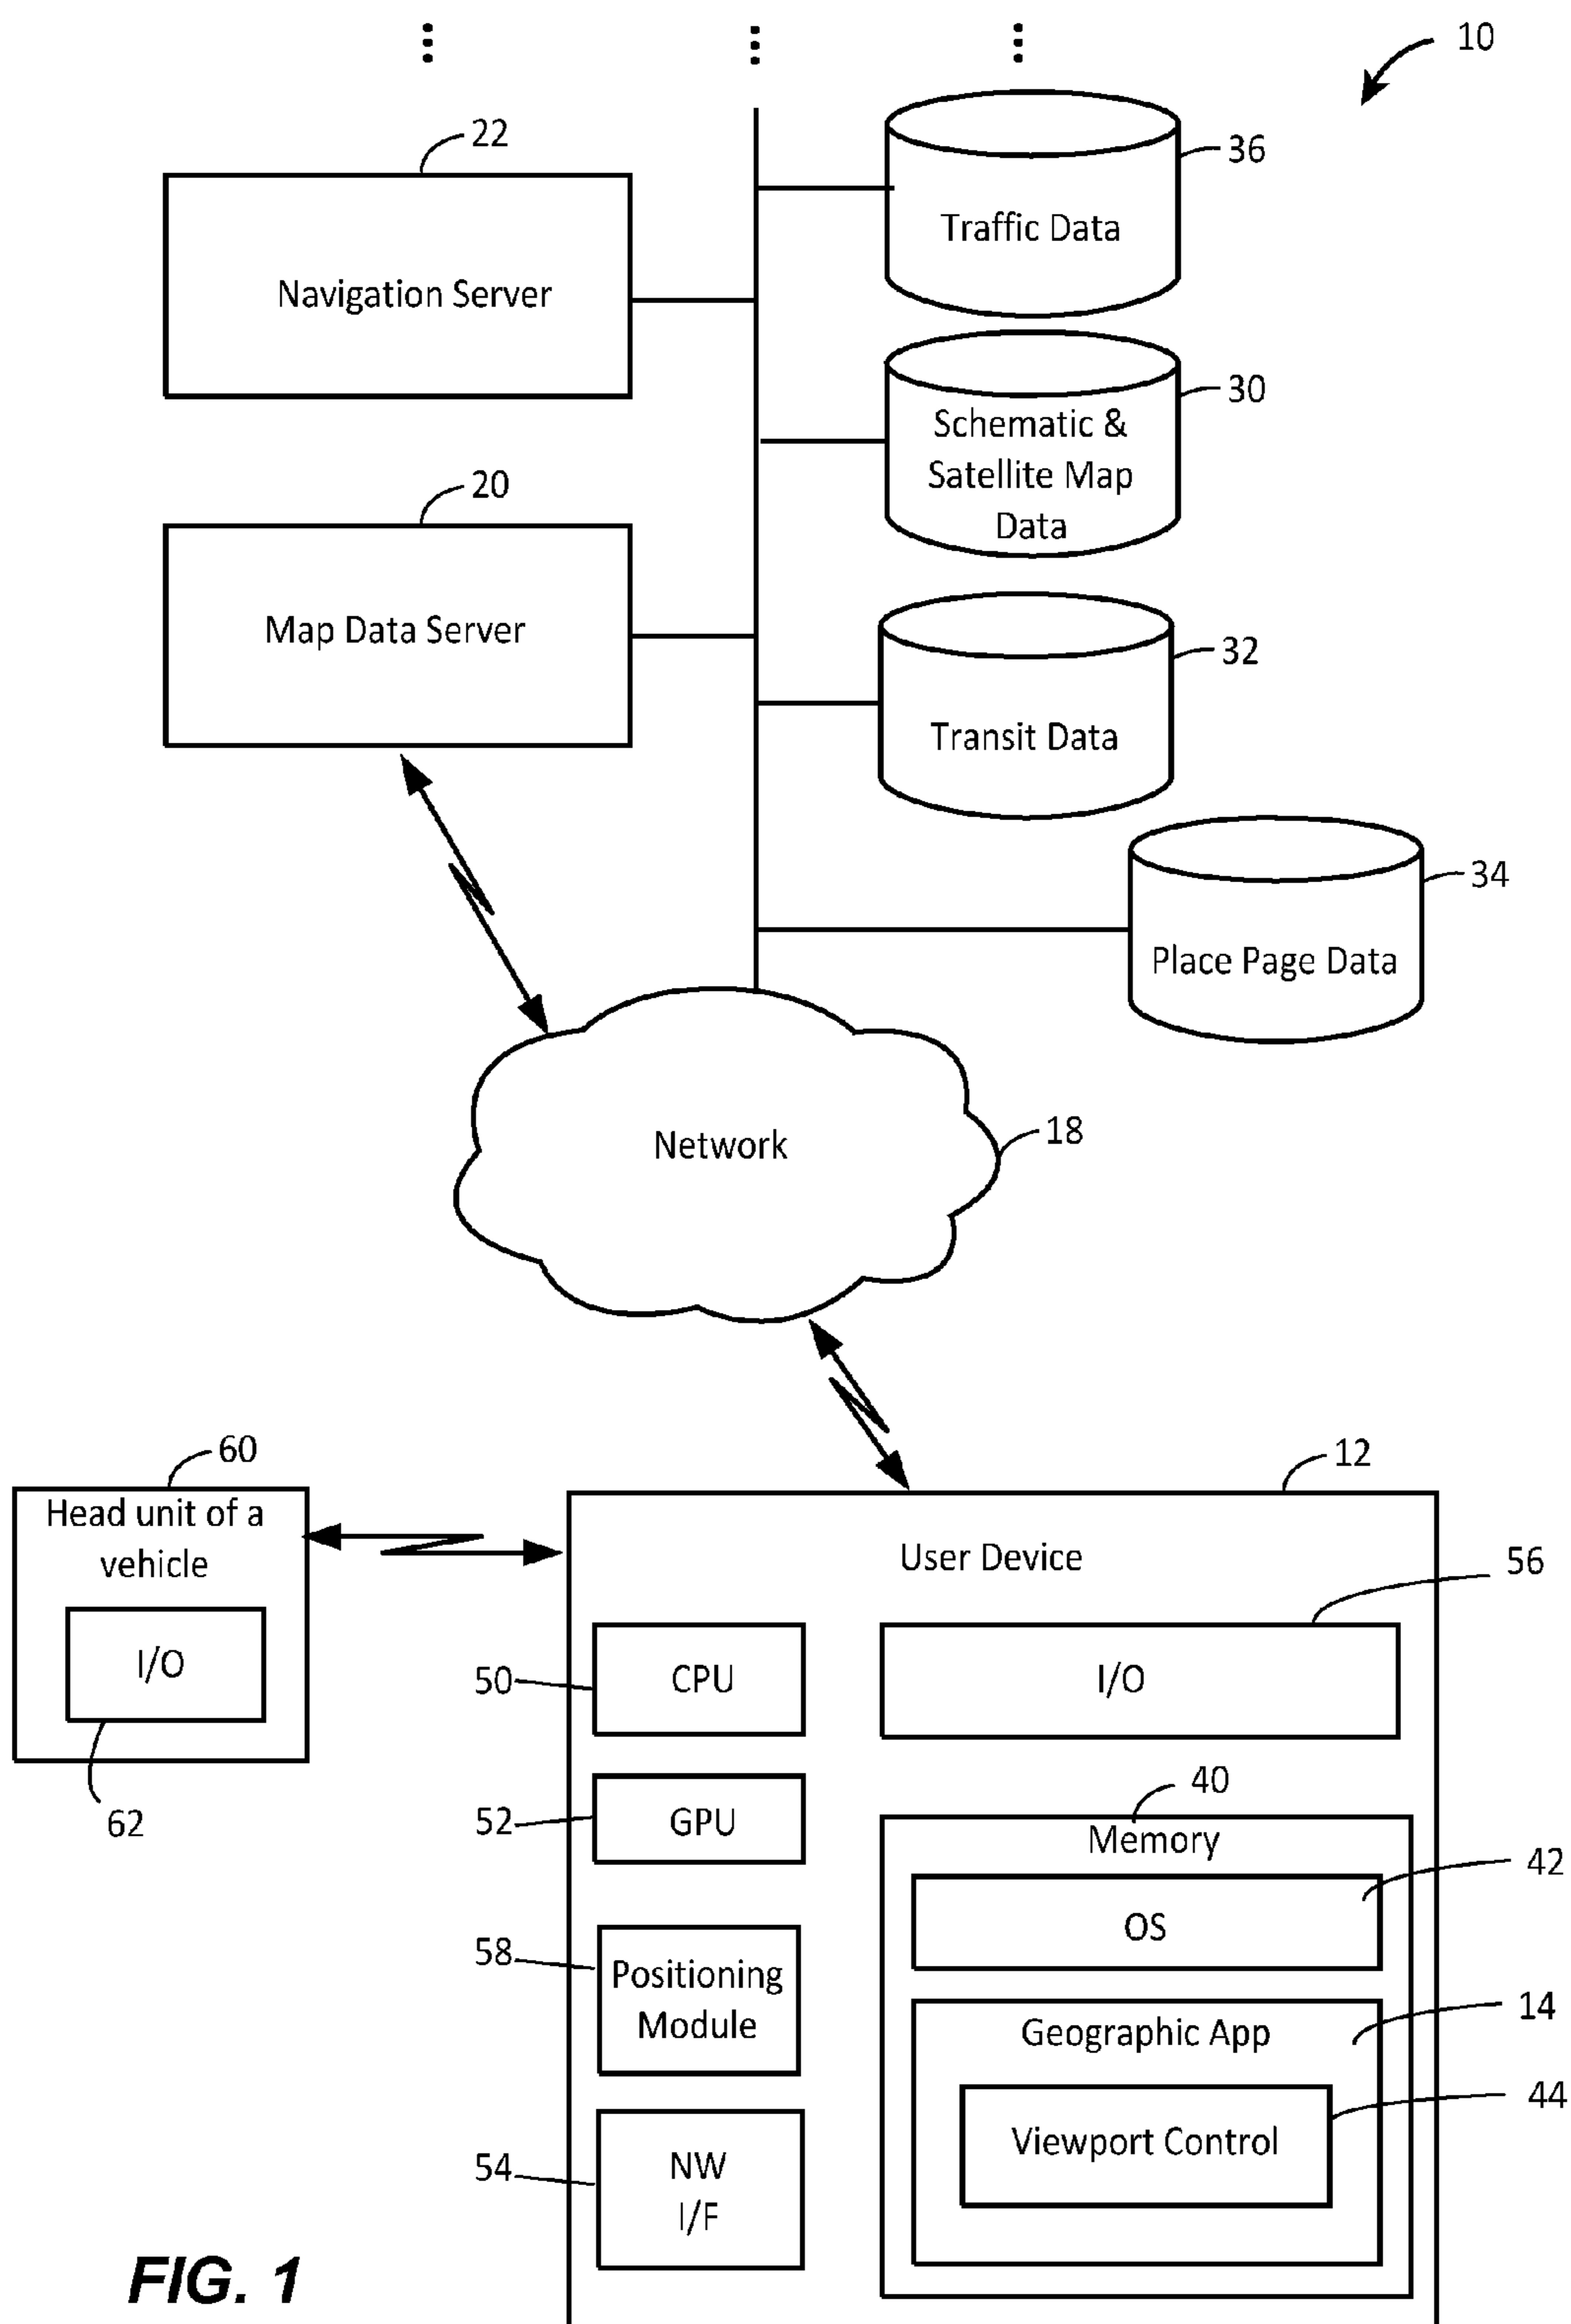 10
22
36
Traffic Data
Navigation Server
30
Schematic &
Satellite Map
Data
20
Map Data Server
32
Transit Data
34
Place Page Data
Network
18
60
12
Head unit of a
vehicle
User Device
56
I/O
50
CPU
I/O
62
52
GPU
40
Memory
42
OS
58
Positioning
Module
14
Geographic App
44
Viewport Control
54
NW
I/F
FIG. 1